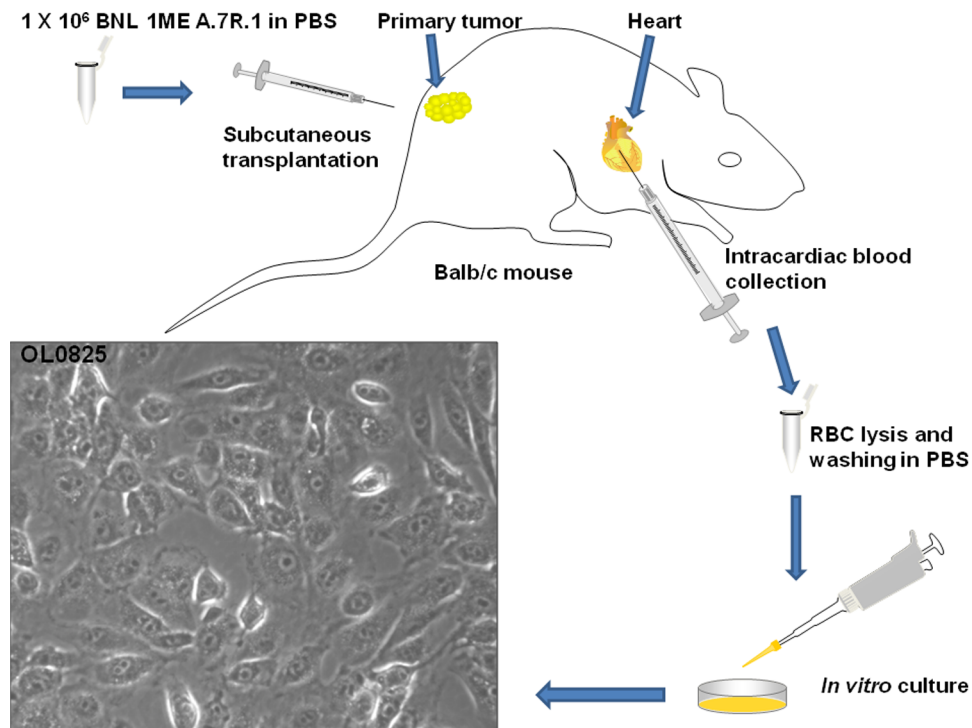 1 X 10⁶ BNL 1ME A.7R.1 in PBS
Primary tumor
Heart
Subcutaneous
transplantation
Balb/c mouse
Intracardiac blood
collection
OL0825
RBC lysis and
washing in PBS
In vitro culture